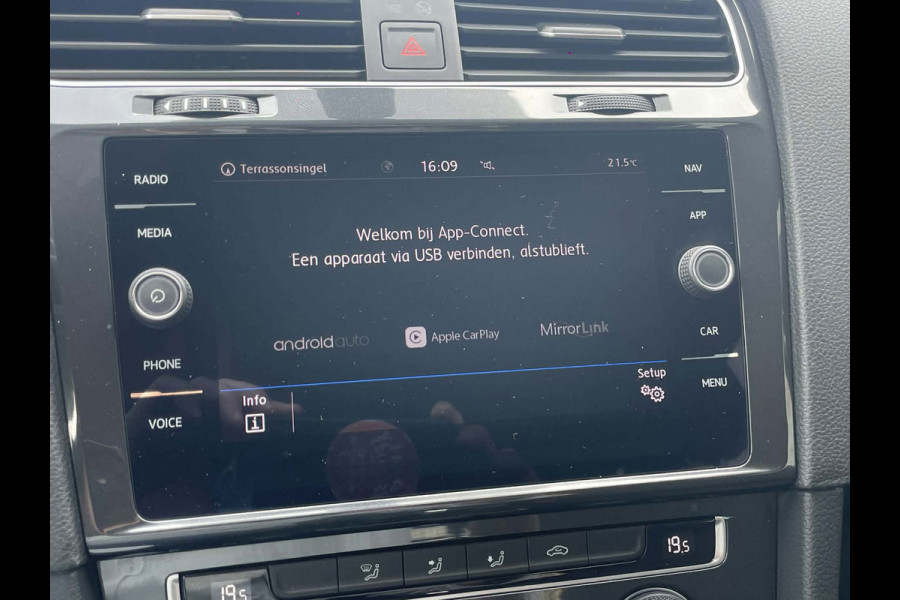 Terrassonsingel 16:09 21.5°C
RADIO
NAV
MEDIA
APP
Welkom bij App-Connect.
Een apparaat via USB verbinden, alstublieft.
androidauto Apple CarPlay MirrorLink
CAR
PHONE
Setup
MENU
Info
i
VOICE
19.5
19.5